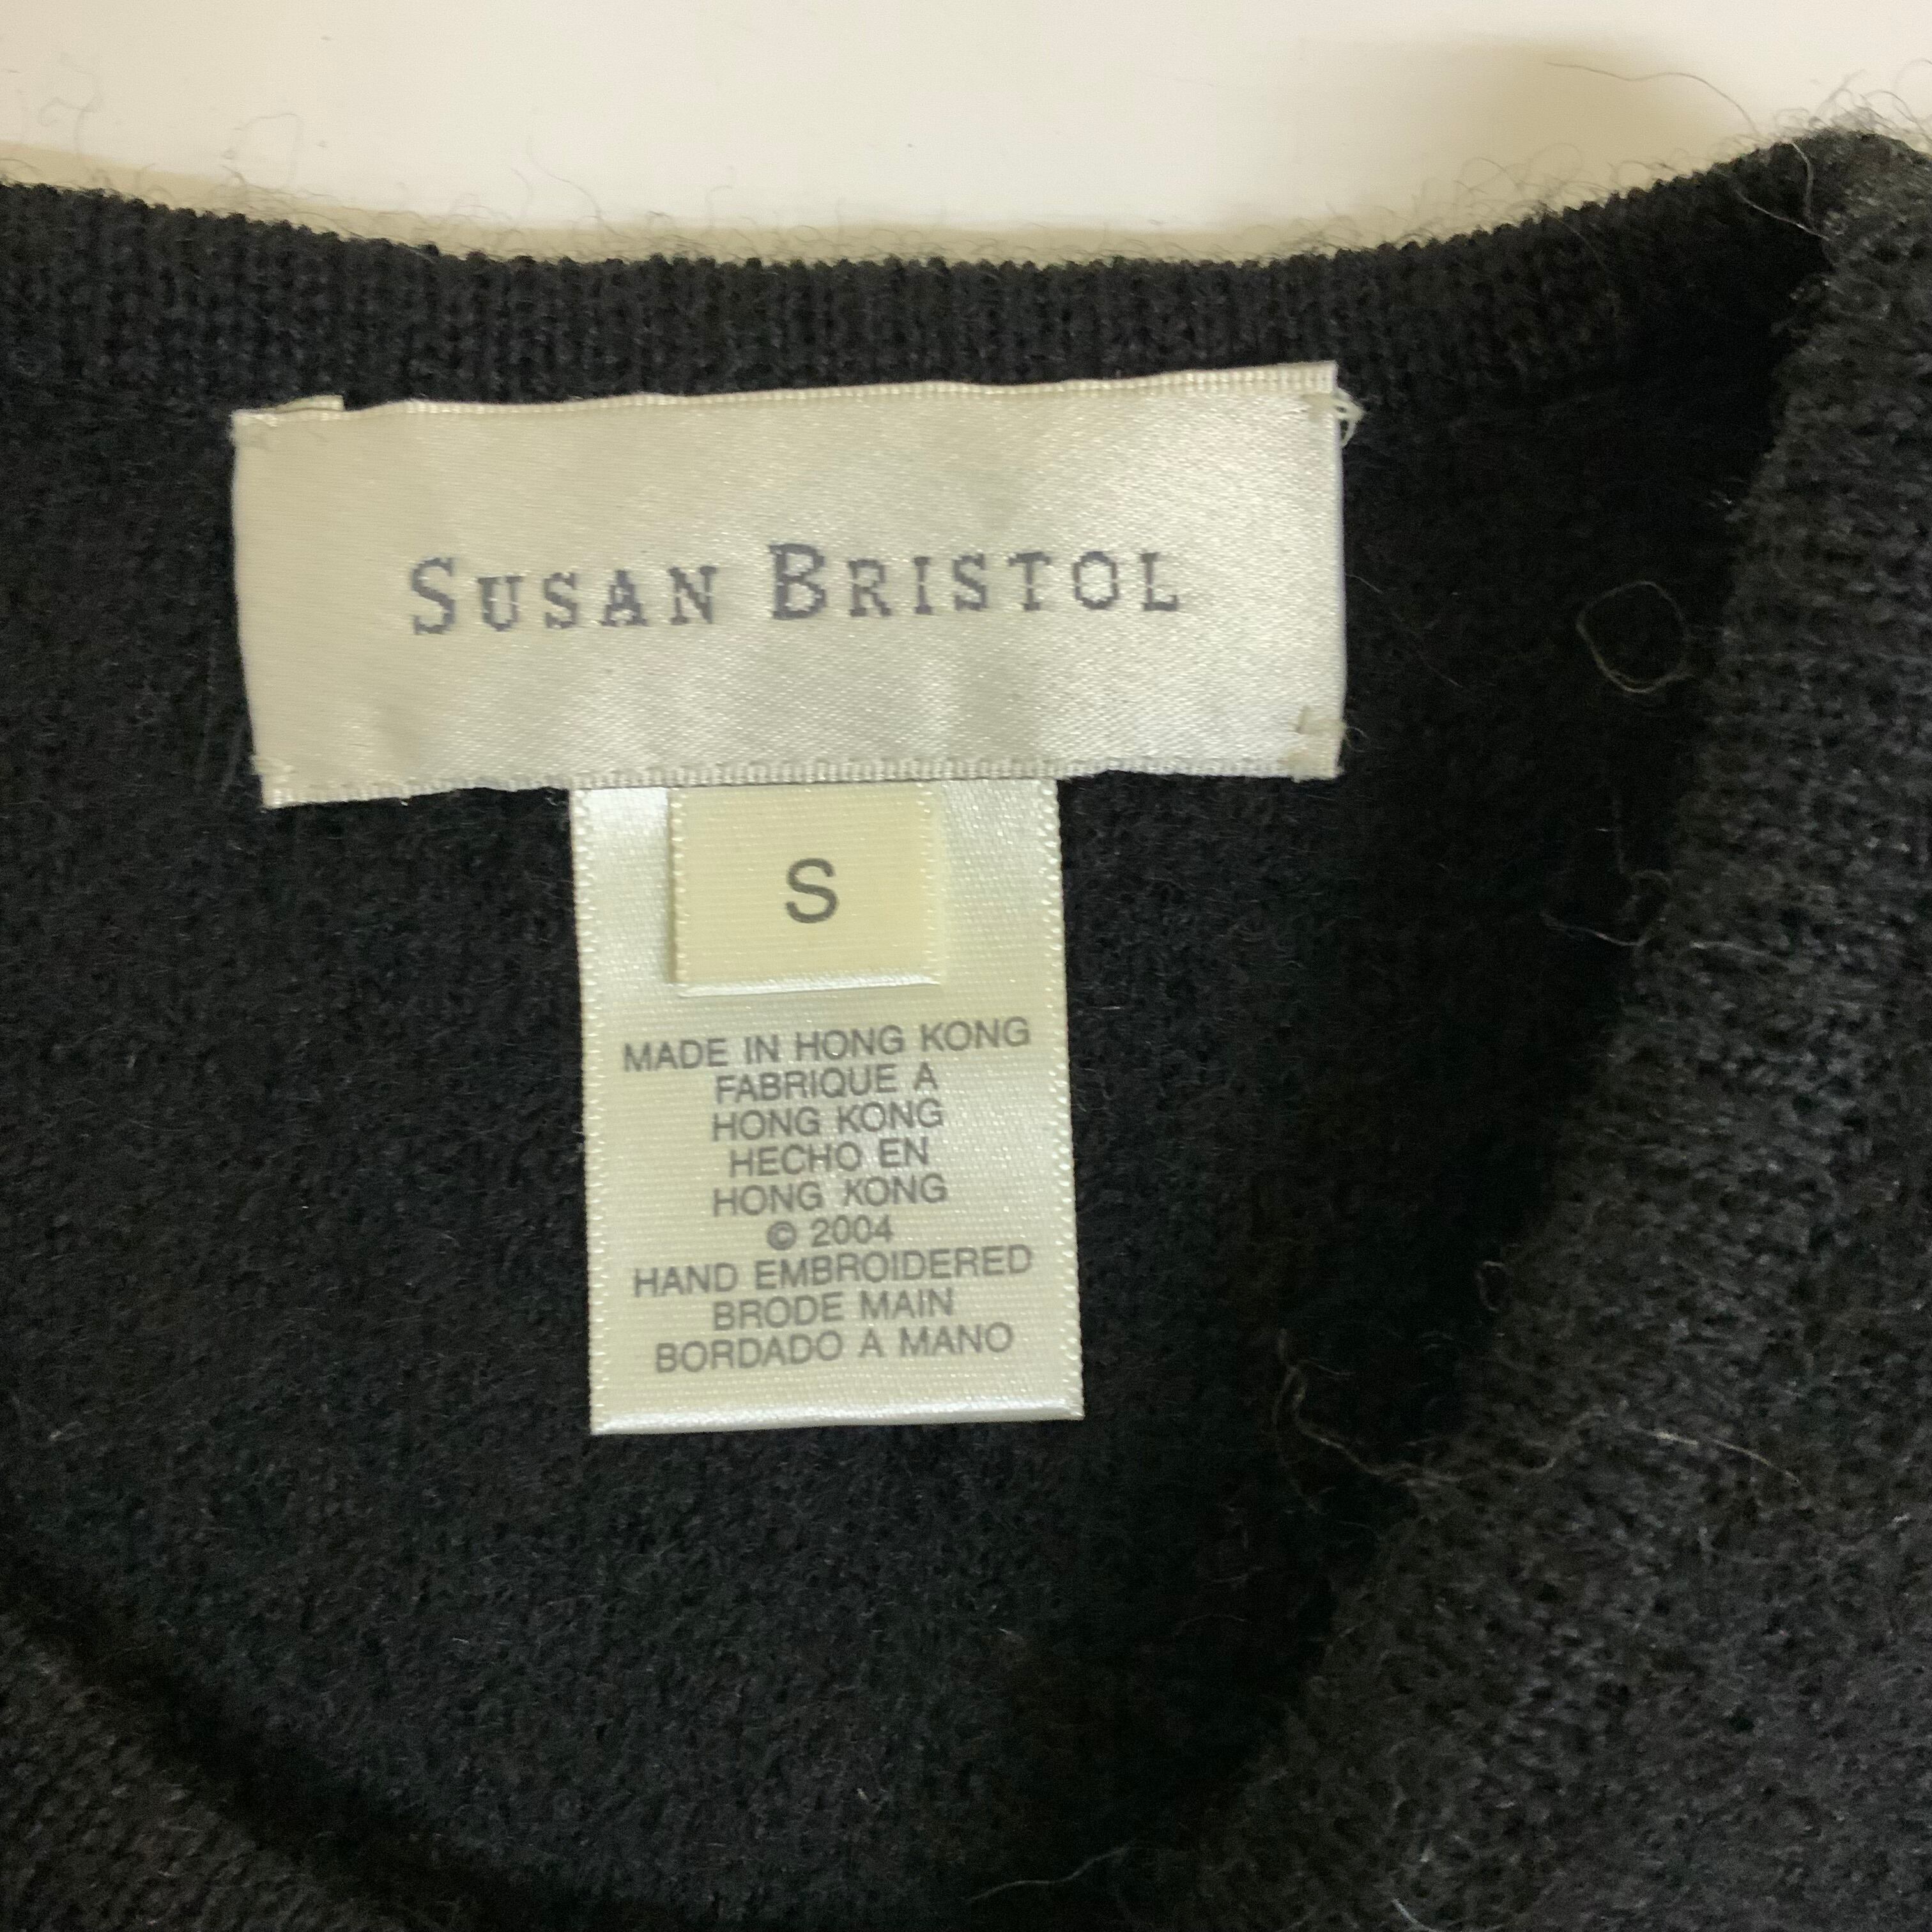 SUSAN BRISTOL
S
MADE IN HONG KONG
FABRIQUE A
HONG KONG
HECHO EN
HONG KONG
© 2004
HAND EMBROIDERED
BRODE MAIN
BORDADO A MANO